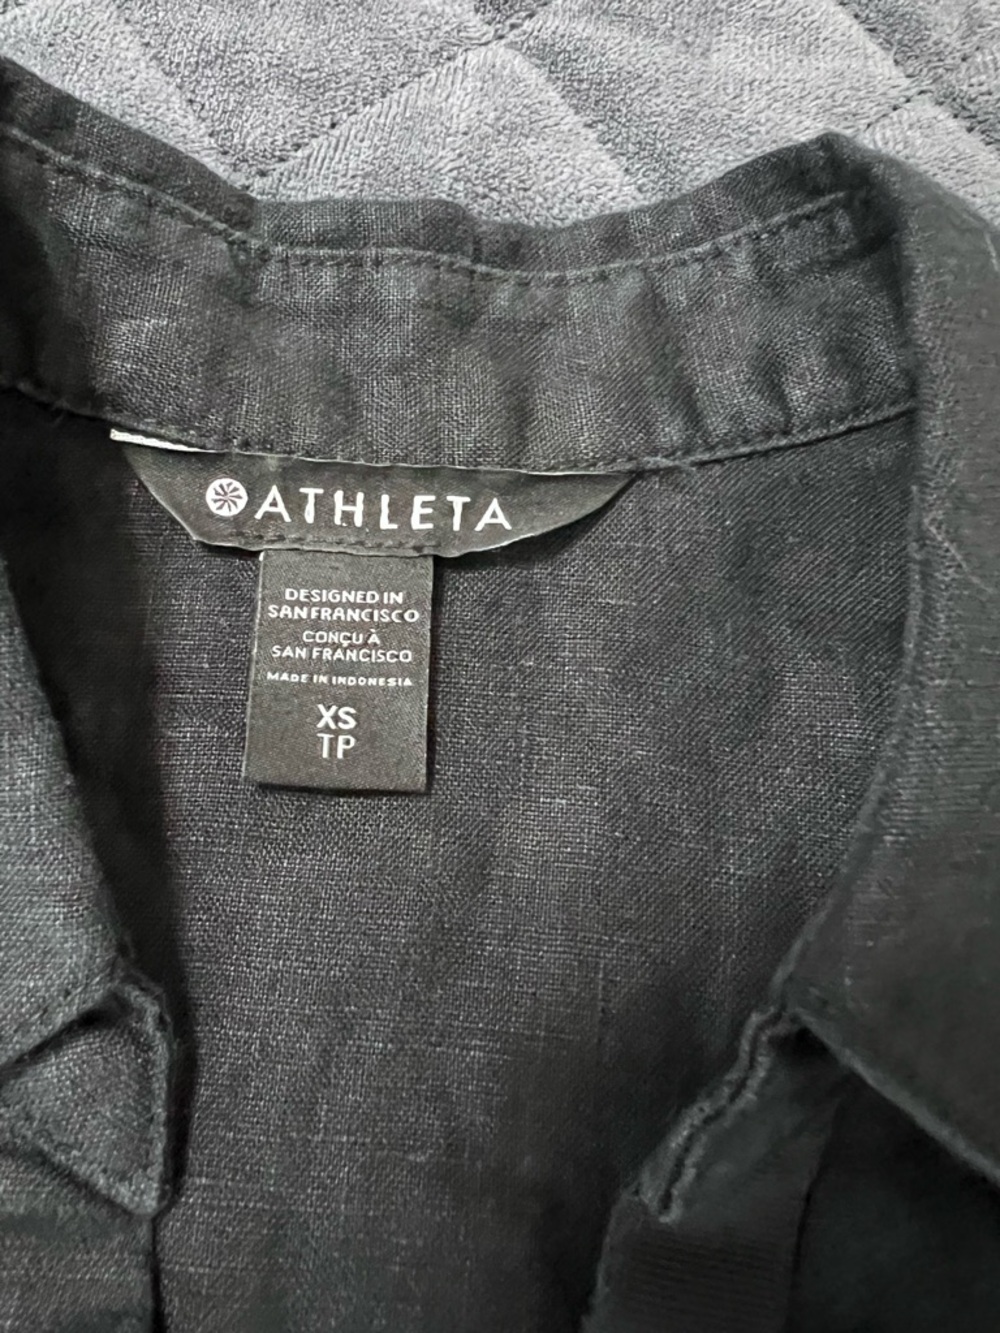 ATHLETA
DESIGNED IN
SAN FRANCISCO
CONÇU À
SAN FRANCISCO
MADE IN INDONESIA
XS
TP